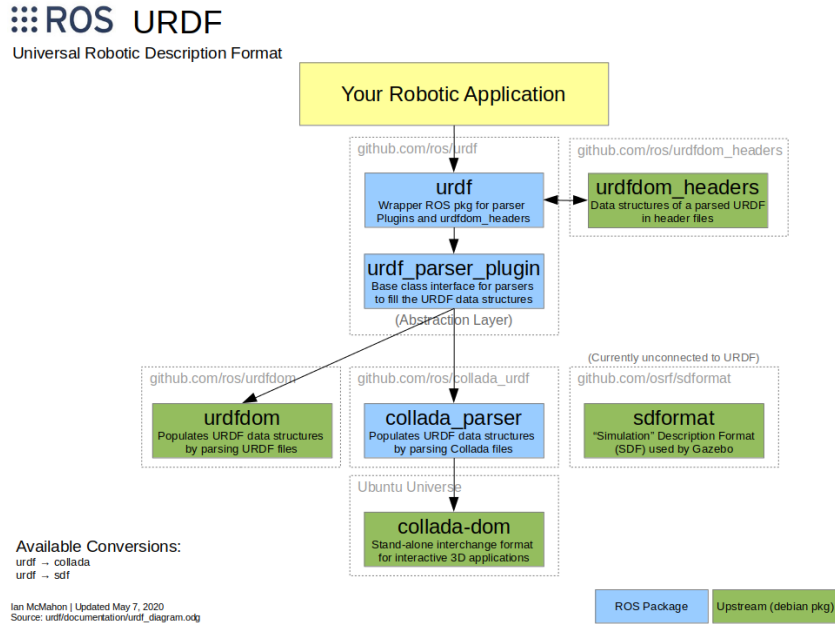 ROS URDF
Universal Robotic Description Format
Your Robotic Application
github.com/ros/urdf
urdf
Wrapper ROS pkg for parser
Plugins and urdfdom_headers
github.com/ros/urdfdom_headers
urdfdom_headers
Data structures of a parsed URDF
in header files
urdf_parser_plugin
Base class interface for parsers
to fill the URDF data structures
(Abstraction Layer)
github.com/ros/urdfdom
urdfdom
Populates URDF data structures
by parsing URDF files
github.com/ros/collada_urdf
collada_parser
Populates URDF data structures
by parsing Collada files
(Currently unconnected to URDF)
github.com/osrf/sdformat
sdformat
“Simulation” Description Format
(SDF) used by Gazebo
Ubuntu Universe
collada-dom
Stand-alone interchange format
for interactive 3D applications
Available Conversions:
urdf → collada
urdf → sdf
Ian McMahon | Updated May 7, 2020
Source: urdf/documentation/urdf_diagram.odg
ROS Package
Upstream (debian pkg)